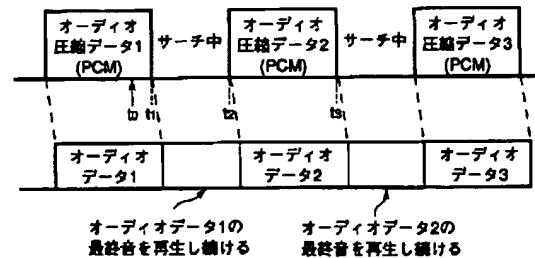 オーディオ
圧縮データ1
(PCM)
サーチ中
オーディオ
圧縮データ2
(PCM)
サーチ中
オーディオ
圧縮データ3
(PCM)
t0
t1
t2
t3
オーディオ
データ1
オーディオ
データ2
オーディオ
データ3
オーディオデータ1の
最終音を再生し続ける
オーディオデータ2の
最終音を再生し続ける